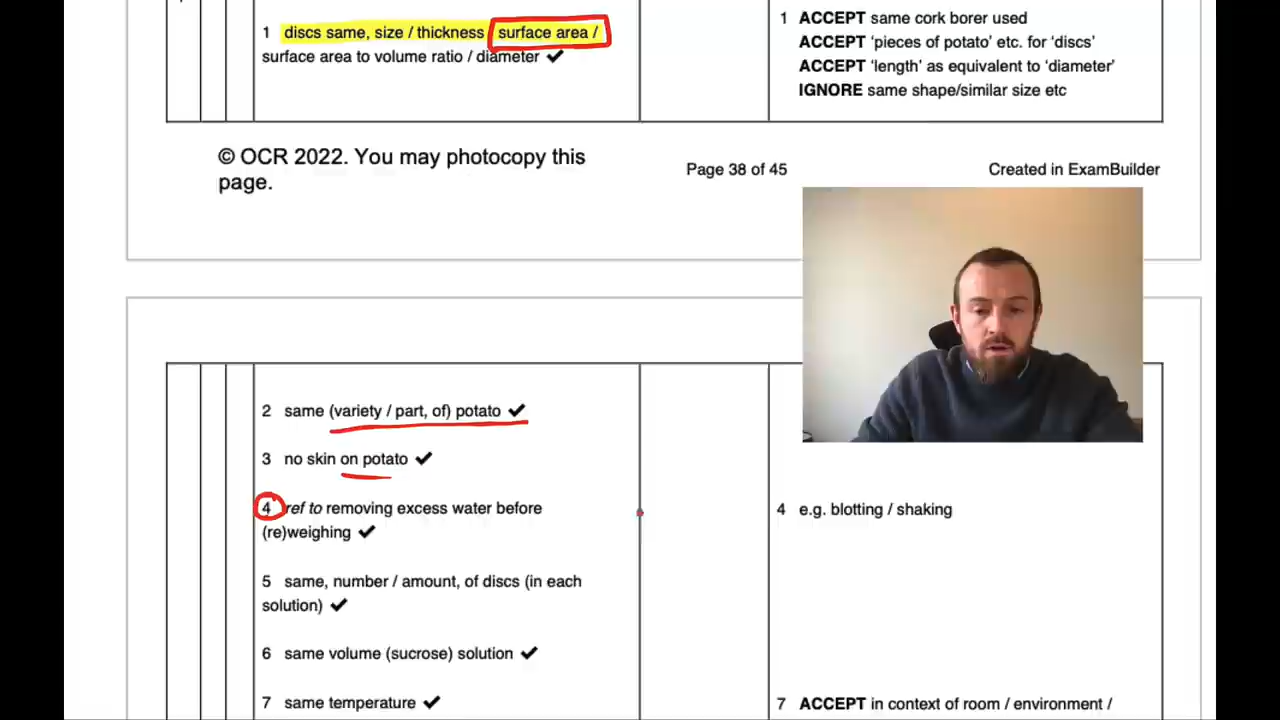 1 discs same, size / thickness surface area /
surface area to volume ratio / diameter ✔
1 ACCEPT same cork borer used
ACCEPT ‘pieces of potato’ etc. for ‘discs’
ACCEPT ‘length’ as equivalent to ‘diameter’
IGNORE same shape/similar size etc
© OCR 2022. You may photocopy this
page.
Page 38 of 45
Created in ExamBuilder
2 same (variety / part, of) potato ✔
3 no skin on potato ✔
4 ref to removing excess water before
(re)weighing ✔
4 e.g. blotting / shaking
5 same, number / amount, of discs (in each
solution) ✔
6 same volume (sucrose) solution ✔
7 same temperature ✔
7 ACCEPT in context of room / environment /